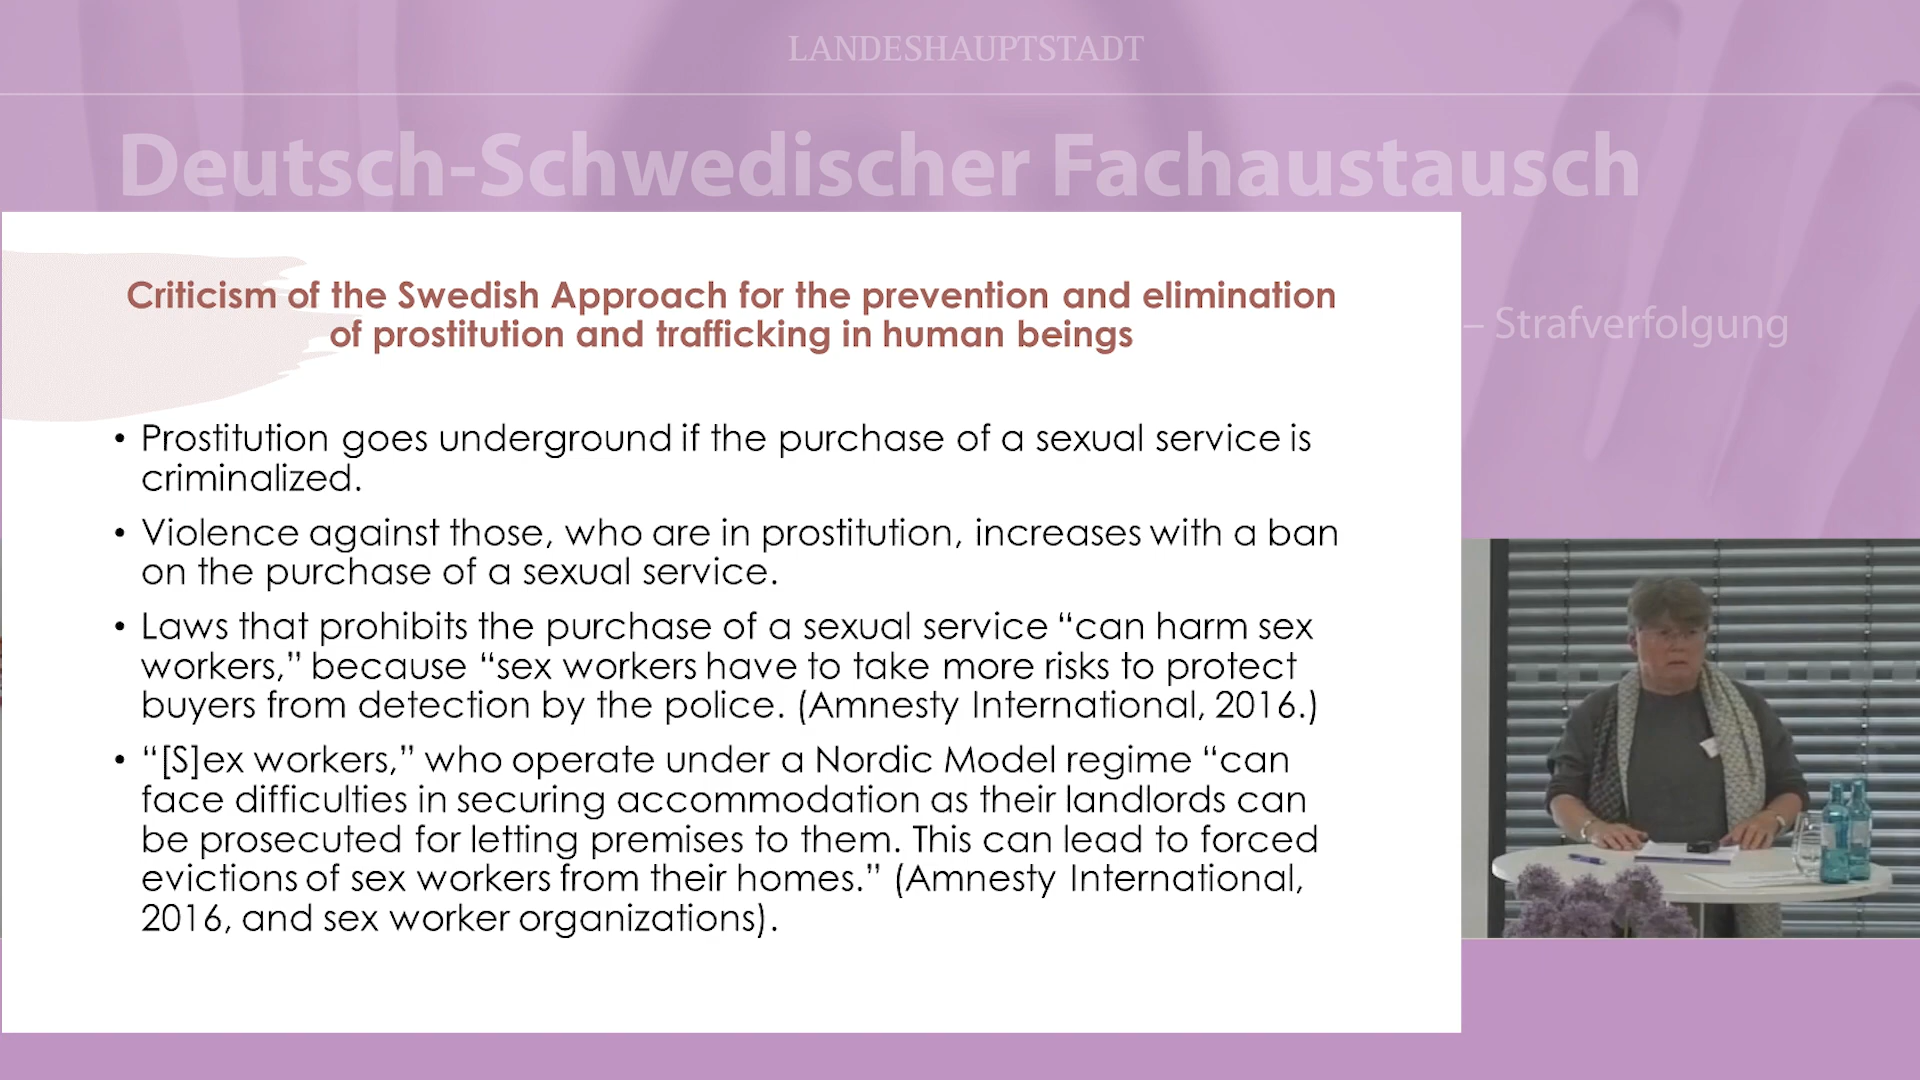 LANDESHAUPTSTADT
Deutsch-Schwedischer Fachaustausch
– Strafverfolgung
Criticism of the Swedish Approach for the prevention and elimination
of prostitution and trafficking in human beings
• Prostitution goes underground if the purchase of a sexual service is
criminalized.
• Violence against those, who are in prostitution, increases with a ban
on the purchase of a sexual service.
• Laws that prohibits the purchase of a sexual service “can harm sex
workers,” because “sex workers have to take more risks to protect
buyers from detection by the police. (Amnesty International, 2016.)
• “[S]ex workers,” who operate under a Nordic Model regime “can
face difficulties in securing accommodation as their landlords can
be prosecuted for letting premises to them. This can lead to forced
evictions of sex workers from their homes.” (Amnesty International,
2016, and sex worker organizations).